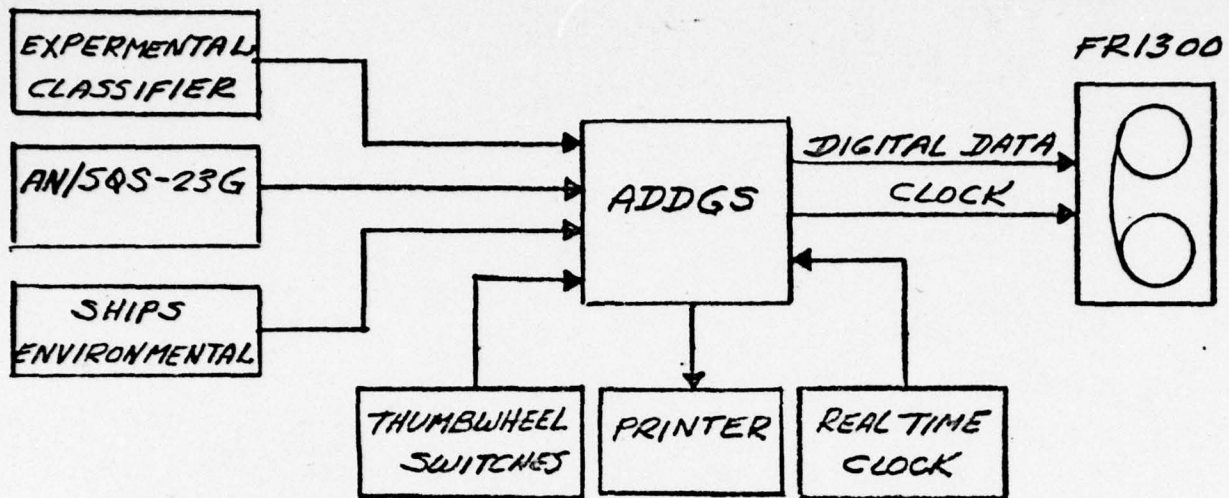 EXPERMENTAL
CLASSIFIER
FR1300
AN/SQS-23G
DIGITAL DATA
ADDGS
CLOCK
SHIPS
ENVIRONMENTAL
THUMBWHEEL
SWITCHES
PRINTER
REAL TIME
CLOCK